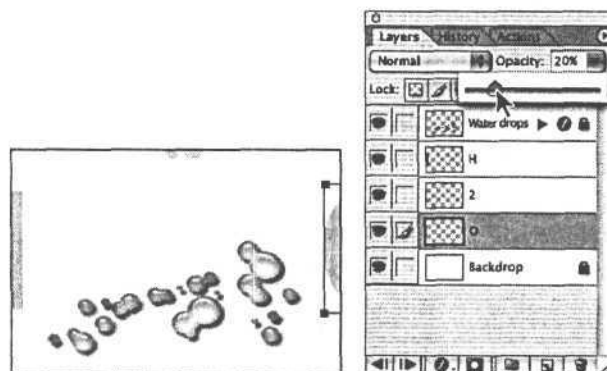 Layers History Actions
Normal Opacity: 20%
Lock:
Water drops
H
2
O
Backdrop